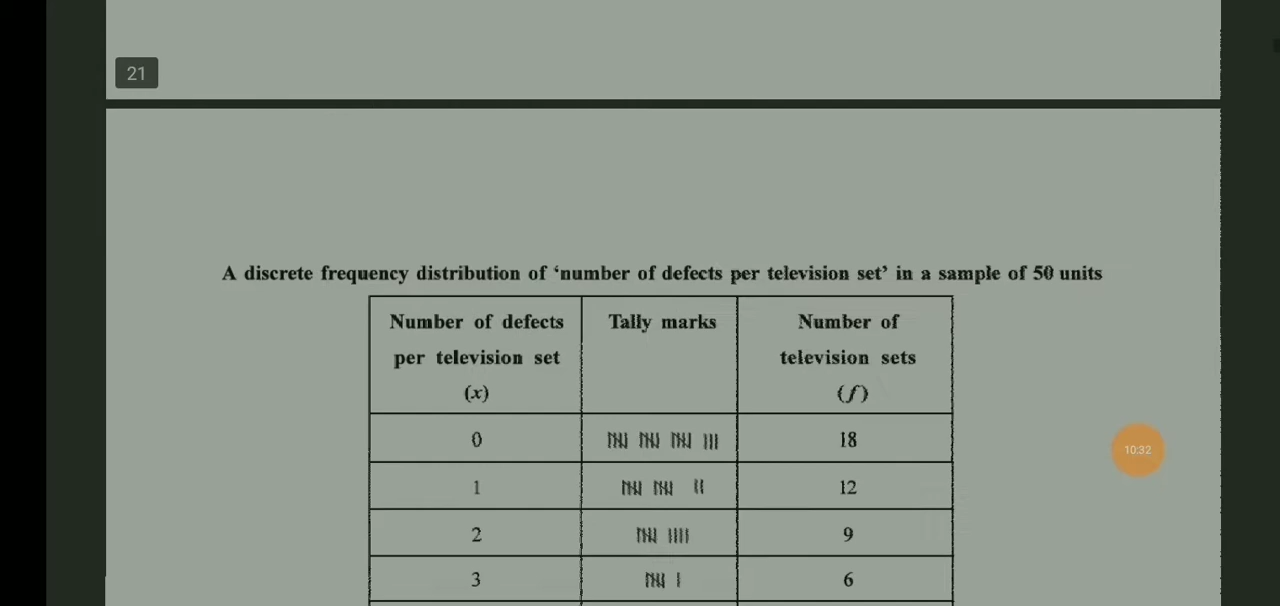 21
A discrete frequency distribution of ‘number of defects per television set’ in a sample of 50 units
Number of defects per television set (x)
Tally marks
Number of television sets (f)
0 𝍸 𝍸 𝍸 ||| 18
1 𝍸 𝍸 || 12
2 𝍸 |||| 9
3 𝍸 | 6
10:32